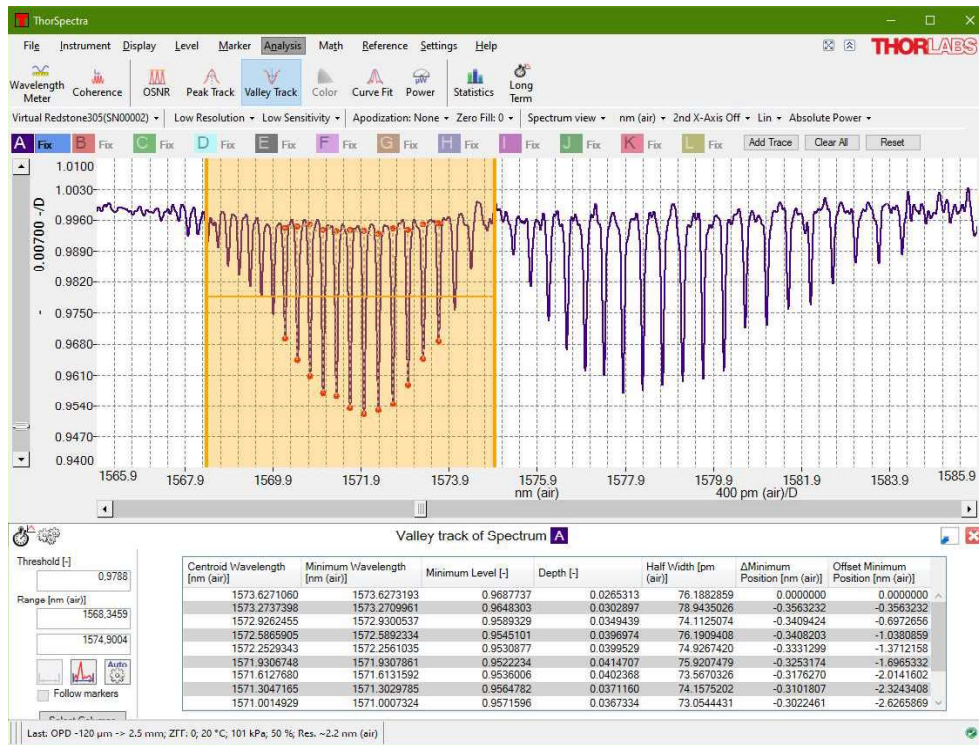 ThorSpectra
File Instrument Display Level Marker Analysis Math Reference Settings Help
THORLABS
Wavelength Meter Coherence OSNR Peak Track Valley Track Color Curve Fit Power Statistics Long Term
Virtual Redstone305(SN00002) Low Resolution Low Sensitivity Apodization: None Zero Fill: 0 Spectrum view nm (air) 2nd X-Axis Off Lin Absolute Power
A Fix B Fix C Fix D Fix E Fix F Fix G Fix H Fix I Fix J Fix K Fix L Fix Add Trace Clear All Reset
1.0100
1.0030
0.9960
0.9890
0.9820
0.9750
0.9680
0.9610
0.9540
0.9470
0.9400
0.00700 -/D
-
1565.9 1567.9 1569.9 1571.9 1573.9 1575.9 1577.9 1579.9 1581.9 1583.9 1585.9
nm (air) 400 pm (air)/D
Valley track of Spectrum A
Threshold [-]
0.9788
Range [nm (air)]
1568.3459
1574.9004
Auto
Follow markers
Select Columns
Centroid Wavelength [nm (air)] Minimum Wavelength [nm (air)] Minimum Level [-] Depth [-] Half Width [pm (air)] ΔMinimum Position [nm (air)] Offset Minimum Position [nm (air)]
1573.6271060 1573.6273193 0.9687737 0.0265313 76.1882859 0.0000000 0.0000000
1573.2737398 1573.2709961 0.9648303 0.0302897 78.9435026 -0.3563232 -0.3563232
1572.9262455 1572.9300537 0.9589329 0.0349439 74.1125074 -0.3409424 -0.6972656
1572.5865905 1572.5892334 0.9545101 0.0396974 76.1909408 -0.3408203 -1.0380859
1572.2529343 1572.2561035 0.9530877 0.0399529 74.9267420 -0.3331299 -1.3712158
1571.9306748 1571.9307861 0.9522234 0.0414707 75.9207479 -0.3253174 -1.6965332
1571.6127680 1571.6131592 0.9536006 0.0402368 73.5670326 -0.3176270 -2.0141602
1571.3047165 1571.3029785 0.9564782 0.0371160 74.1575202 -0.3101807 -2.3243408
1571.0014929 1571.0007324 0.9571596 0.0367334 73.0544431 -0.3022461 -2.6265869
Last: OPD -120 µm -> 2.5 mm; ZFF: 0; 20 °C; 101 kPa; 50 %; Res. ~2.2 nm (air)